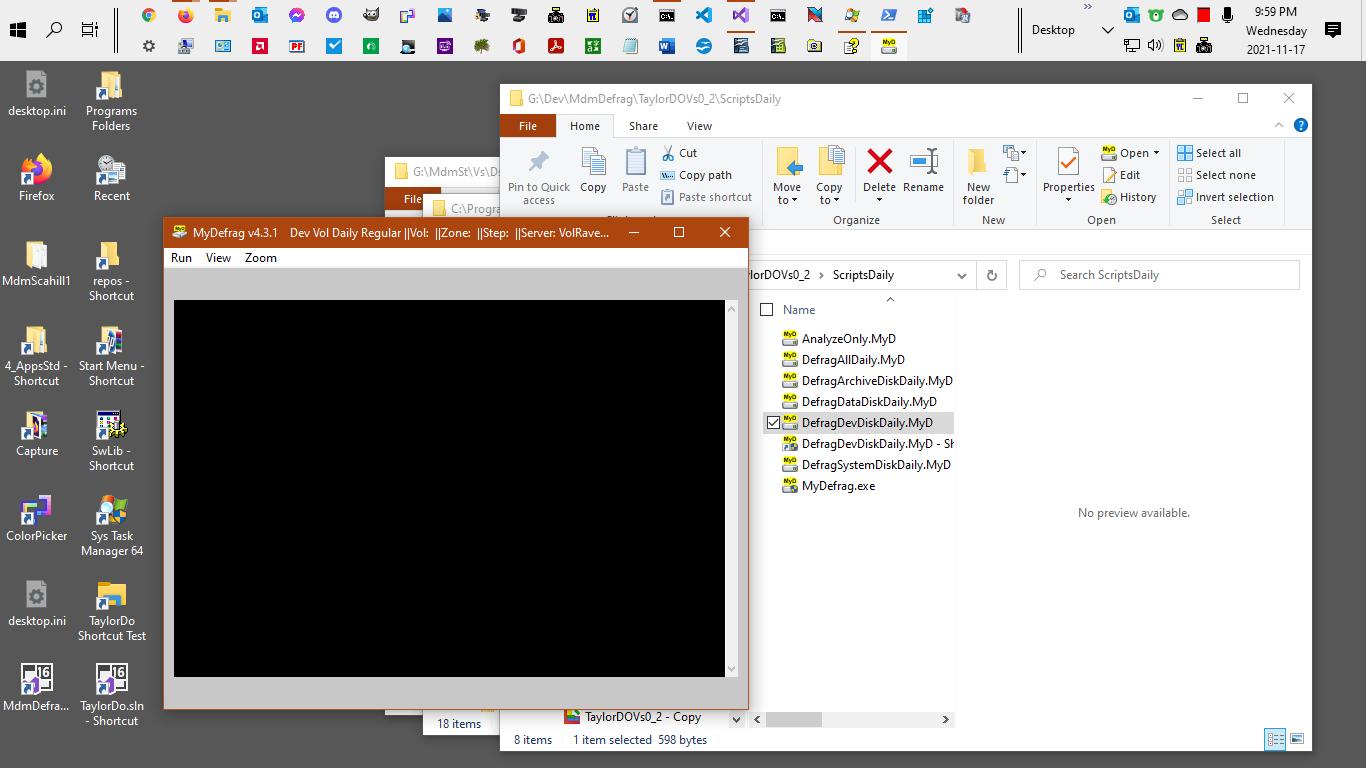 Desktop
9:59 PM
Wednesday
2021-11-17
desktop.ini
Programs
Folders
Firefox
Recent
MdmScahill1
repos -
Shortcut
4_AppsStd -
Shortcut
Start Menu -
Shortcut
Capture
SwLib -
Shortcut
ColorPicker
Sys Task
Manager 64
desktop.ini
TaylorDo
Shortcut Test
MdmDefra...
TaylorDo.sln
- Shortcut
16
16
G:\MdmSt\Vs\Ds
File
C:\Progra
18 items
G:\Dev\MdmDefrag\TaylorDOVs0_2\ScriptsDaily
File
Home
Share
View
Pin to Quick
access
Copy
Paste
Cut
Copy path
Paste shortcut
Move
to
Copy
to
Delete
Rename
Organize
New
folder
New
Properties
Open
Edit
History
Open
Select all
Select none
Invert selection
Select
lorDOVs0_2
ScriptsDaily
Search ScriptsDaily
Name
AnalyzeOnly.MyD
DefragAllDaily.MyD
DefragArchiveDiskDaily.MyD
DefragDataDiskDaily.MyD
DefragDevDiskDaily.MyD
DefragDevDiskDaily.MyD - Sh
DefragSystemDiskDaily.MyD
MyDefrag.exe
No preview available.
TaylorDOVs0_2 - Copy
8 items
1 item selected 598 bytes
MyDefrag v4.3.1 Dev Vol Daily Regular ||Vol: ||Zone: ||Step: ||Server: VolRave...
Run
View
Zoom